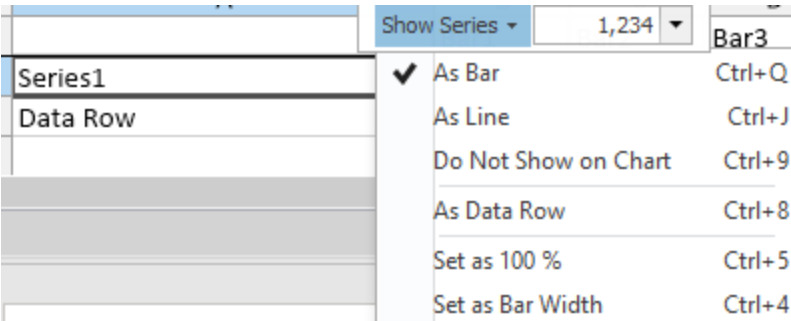 Show Series 1,234
Bar3
Series1
Data Row
As Bar Ctrl+Q
As Line Ctrl+J
Do Not Show on Chart Ctrl+9
As Data Row Ctrl+8
Set as 100 % Ctrl+5
Set as Bar Width Ctrl+4